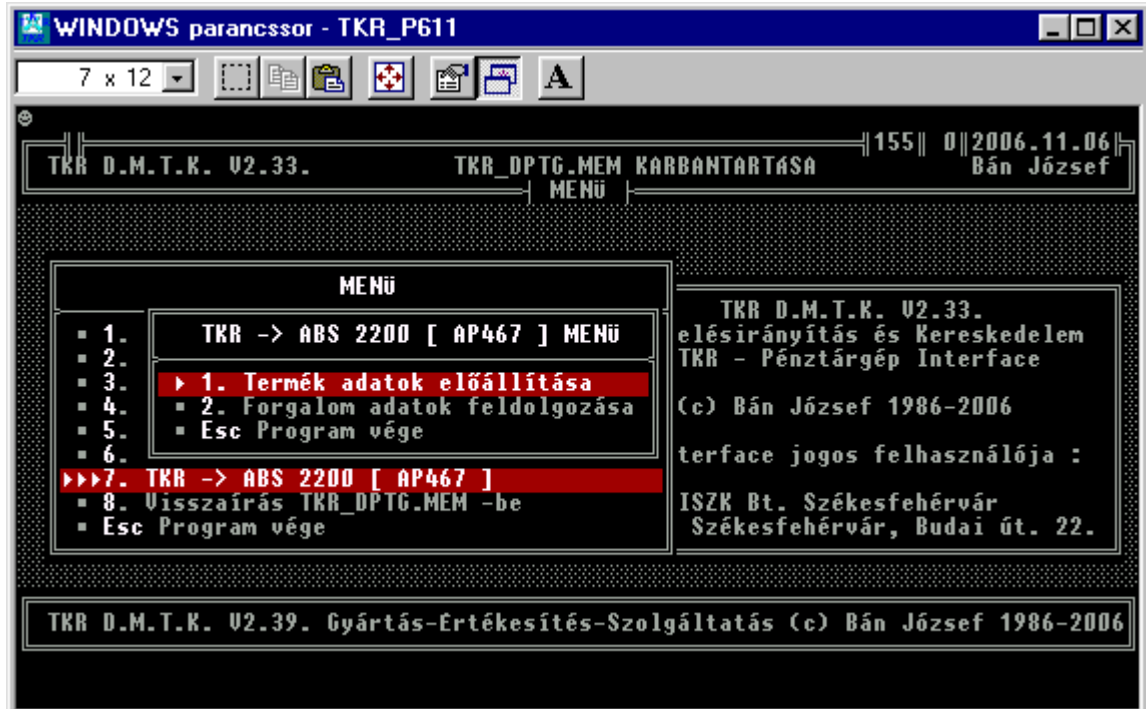 WINDOWS parancssor - TKR_P611
7 x 12
A
155 0 2006.11.06
TKR D.M.T.K. V2.33. TKR_DPTG.MEM KARBANTARTáSA Bán József
MENü
MENü
TKR D.M.T.K. V2.33.
1. TKR -> ABS 2200 [ AP467 ] MENü elésirányítás és Kereskedelem
2. TKR - Pénztárgép Interface
3. 1. Termék adatok előállítása
4. 2. Forgalom adatok feldolgozása (c) Bán József 1986-2006
5. Esc Program vége
6. terface jogos felhasználója :
7. TKR -> ABS 2200 [ AP467 ]
8. Visszaírás TKR_DPTG.MEM -be ISZK Bt. Székesfehérvár
Esc Program vége Székesfehérvár, Budai út. 22.
TKR D.M.T.K. V2.39. Gyártás-Értékesítés-Szolgáltatás (c) Bán József 1986-2006